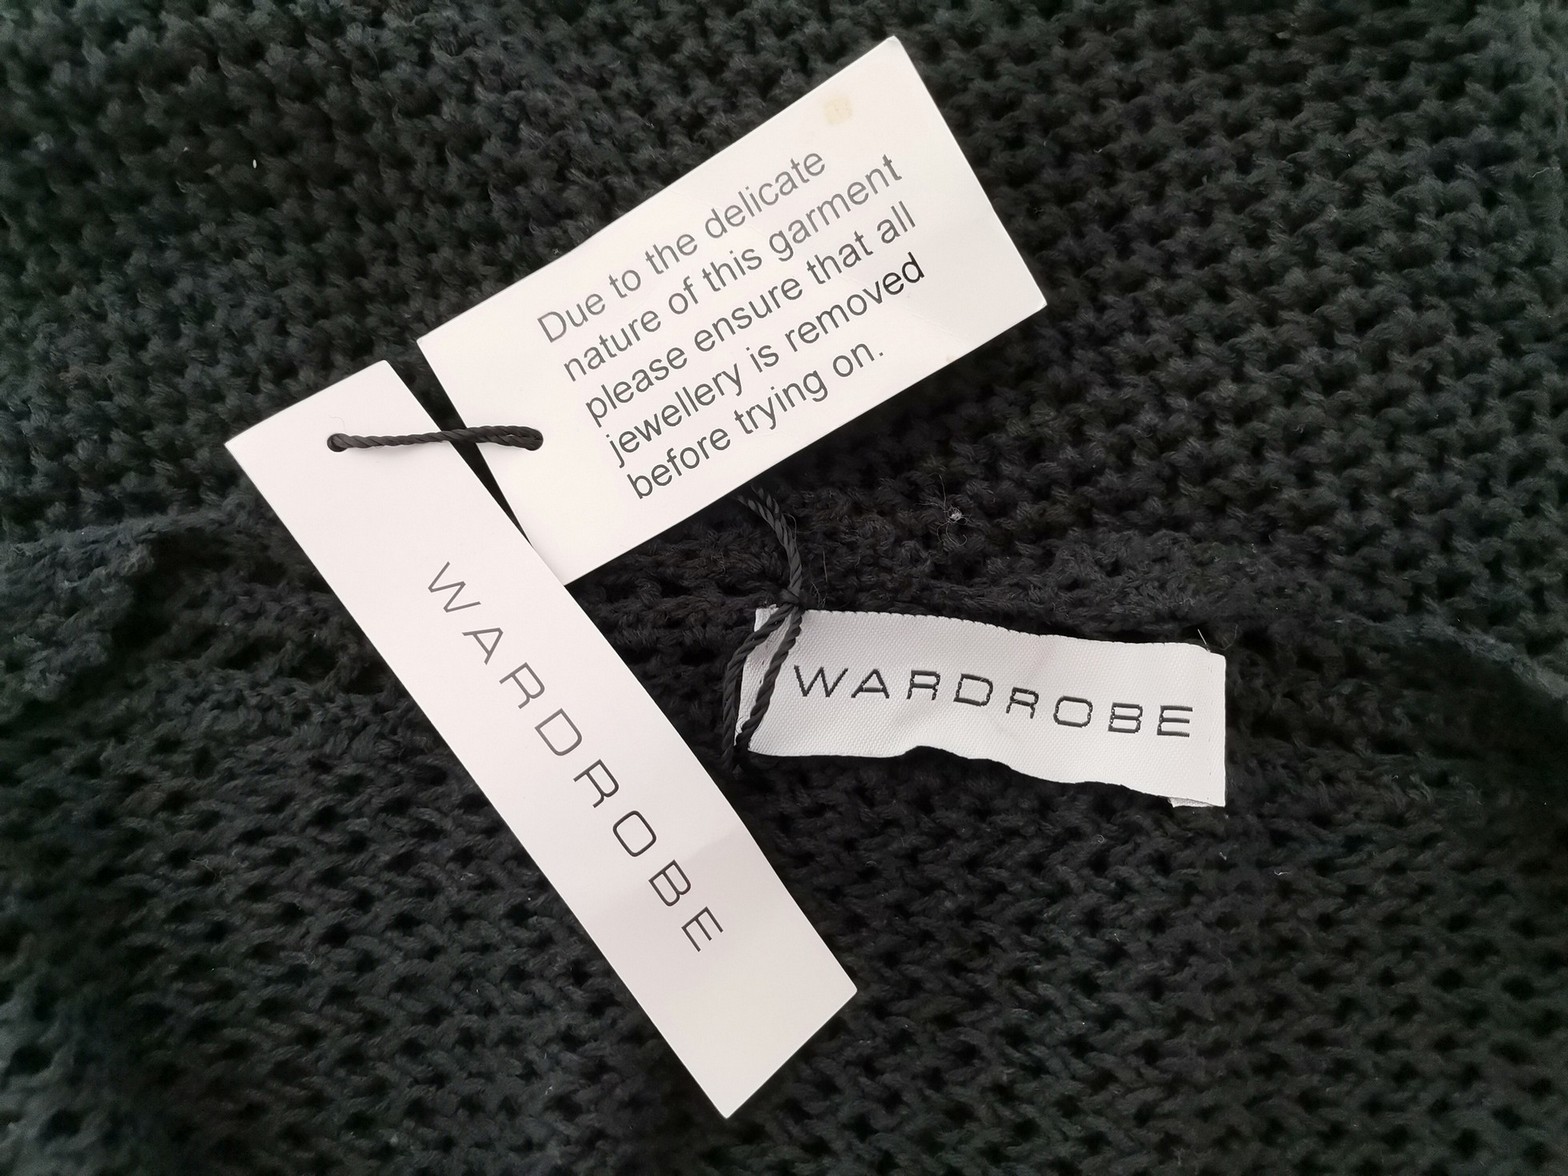 Due to the delicate
nature of this garment
please ensure that all
jewellery is removed
before trying on.
WARDROBE
WARDROBE